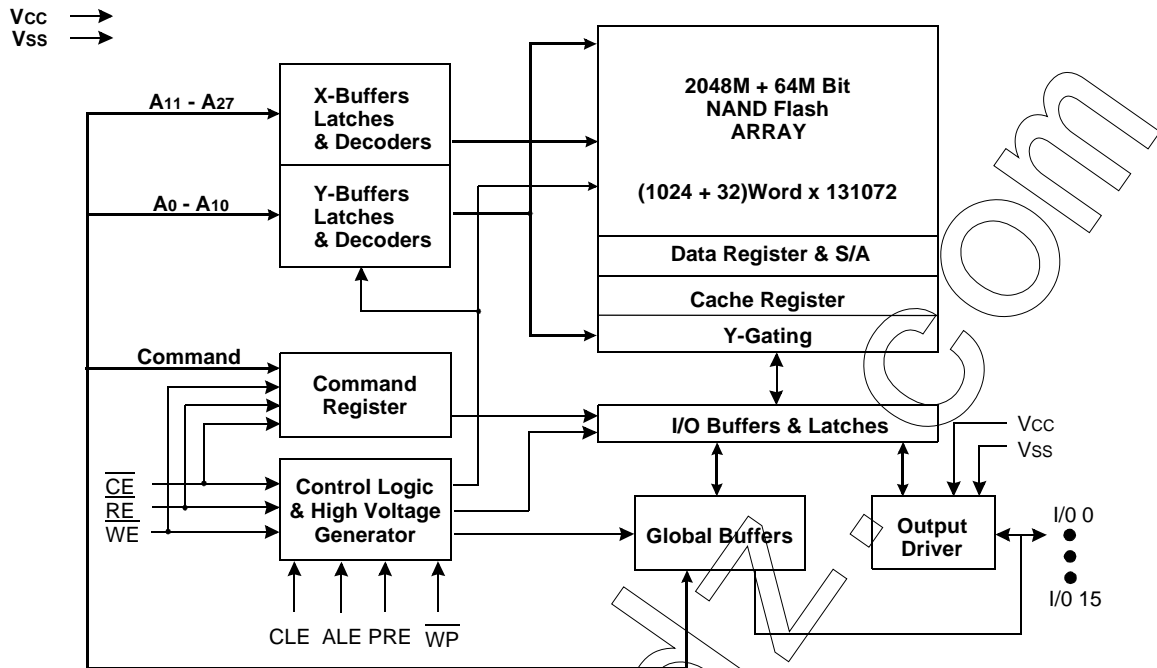 VCC
VSS
A11 - A27
X-Buffers
Latches
& Decoders
2048M + 64M Bit
NAND Flash
ARRAY
(1024 + 32)Word x 131072
A0 - A10
Y-Buffers
Latches
& Decoders
Data Register & S/A
Cache Register
Y-Gating
Command
Command
Register
I/O Buffers & Latches
VCC
VSS
CE
RE
WE
Control Logic
& High Voltage
Generator
Global Buffers
Output
Driver
I/0 0
I/0 15
CLE ALE PRE WP
.com